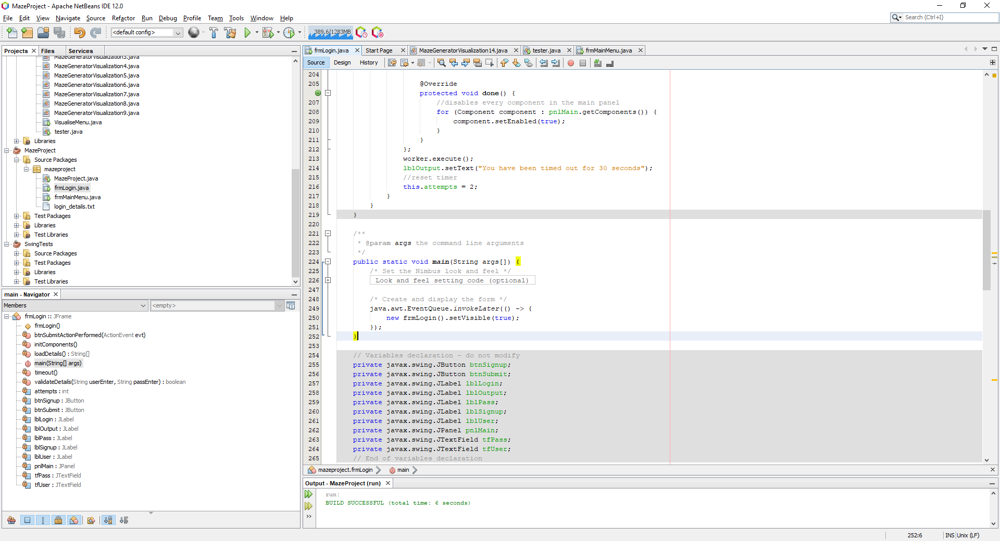 MazeProject - Apache NetBeans IDE 12.0
File Edit View Navigate Source Refactor Run Debug Profile Team Tools Window Help
Search (Ctrl+I)
<default config>
389.6/1283MB
Projects Files Services
MazeGeneratorVisualization3.java
MazeGeneratorVisualization4.java
MazeGeneratorVisualization5.java
MazeGeneratorVisualization6.java
MazeGeneratorVisualization7.java
MazeGeneratorVisualization8.java
MazeGeneratorVisualization9.java
VisualiseMenu.java
tester.java
Libraries
MazeProject
Source Packages
mazeproject
MazeProject.java
frmLogin.java
frmMainMenu.java
login_details.txt
Test Packages
Libraries
Test Libraries
SwingTests
Source Packages
Test Packages
Libraries
Test Libraries
main - Navigator
Members
<empty>
frmLogin :: JFrame
frmLogin()
btnSubmitActionPerformed(ActionEvent evt)
initComponents()
loadDetails() : String[]
main(String[] args)
timeout()
validateDetails(String userEnter, String passEnter) : boolean
attempts : int
btnSignup : JButton
btnSubmit : JButton
lblLogin : JLabel
lblOutput : JLabel
lblPass : JLabel
lblSignup : JLabel
lblUser : JLabel
pnlMain : JPanel
tfPass : JTextField
tfUser : JTextField
frmLogin.java Start Page MazeGeneratorVisualization14.java tester.java frmMainMenu.java
Source Design History
204
205 @Override
protected void done() {
207 //disables every component in the main panel
208 for (Component component : pnlMain.getComponents()) {
209 component.setEnabled(true);
210 }
211 }
212 };
213 worker.execute();
214 lblOutput.setText("You have been timed out for 30 seconds");
215 //reset timer
216 this.attempts = 2;
217 }
218 }
219 }
220
221 /**
222 * @param args the command line arguments
223 */
224 public static void main(String args[]) {
225 /* Set the Nimbus look and feel */
226 Look and feel setting code (optional)
247
248 /* Create and display the form */
249 java.awt.EventQueue.invokeLater(() -> {
250 new frmLogin().setVisible(true);
251 });
252 }
253
254 // Variables declaration - do not modify
255 private javax.swing.JButton btnSignup;
256 private javax.swing.JButton btnSubmit;
257 private javax.swing.JLabel lblLogin;
258 private javax.swing.JLabel lblOutput;
259 private javax.swing.JLabel lblPass;
260 private javax.swing.JLabel lblSignup;
261 private javax.swing.JLabel lblUser;
262 private javax.swing.JPanel pnlMain;
263 private javax.swing.JTextField tfPass;
264 private javax.swing.JTextField tfUser;
265 // End of variables declaration
mazeproject.frmLogin main
Output - MazeProject (run)
run:
BUILD SUCCESSFUL (total time: 6 seconds)
252:6 INS Unix (LF)